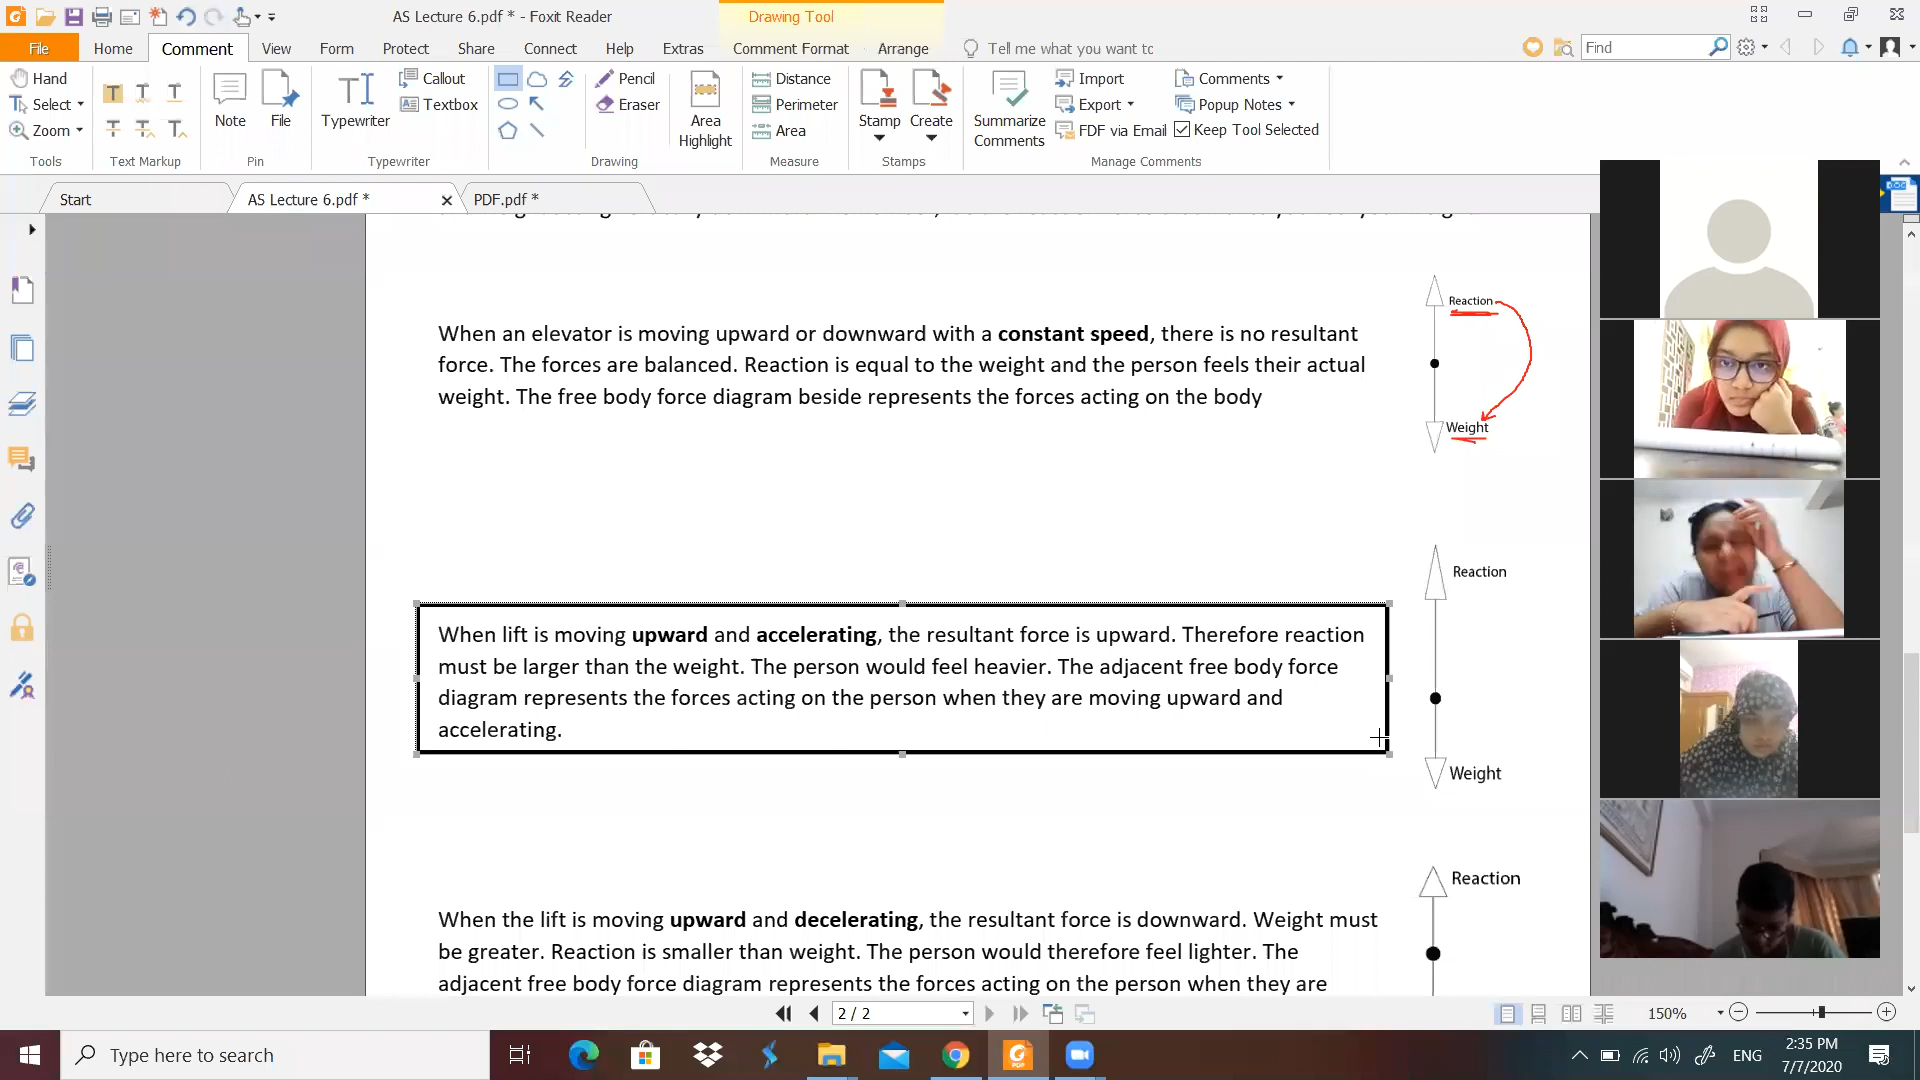 AS Lecture 6.pdf * - Foxit Reader
Drawing Tool
File Home Comment View Form Protect Share Connect Help Extras Comment Format Arrange Tell me what you want to
Find
Hand
Select
Zoom
Tools
Text Markup
Note
File
Pin
Typewriter
Callout
Textbox
Typewriter
Pencil
Eraser
Drawing
Area
Highlight
Distance
Perimeter
Area
Measure
Stamp
Create
Stamps
Summarize
Comments
Import
Export
FDF via Email
Comments
Popup Notes
Keep Tool Selected
Manage Comments
Start
AS Lecture 6.pdf *
PDF.pdf *
When an elevator is moving upward or downward with a constant speed, there is no resultant
force. The forces are balanced. Reaction is equal to the weight and the person feels their actual
weight. The free body force diagram beside represents the forces acting on the body
Reaction
Weight
When lift is moving upward and accelerating, the resultant force is upward. Therefore reaction
must be larger than the weight. The person would feel heavier. The adjacent free body force
diagram represents the forces acting on the person when they are moving upward and
accelerating.
Reaction
Weight
When the lift is moving upward and decelerating, the resultant force is downward. Weight must
be greater. Reaction is smaller than weight. The person would therefore feel lighter. The
adjacent free body force diagram represents the forces acting on the person when they are
Reaction
2 / 2
150%
Type here to search
ENG
2:35 PM
7/7/2020